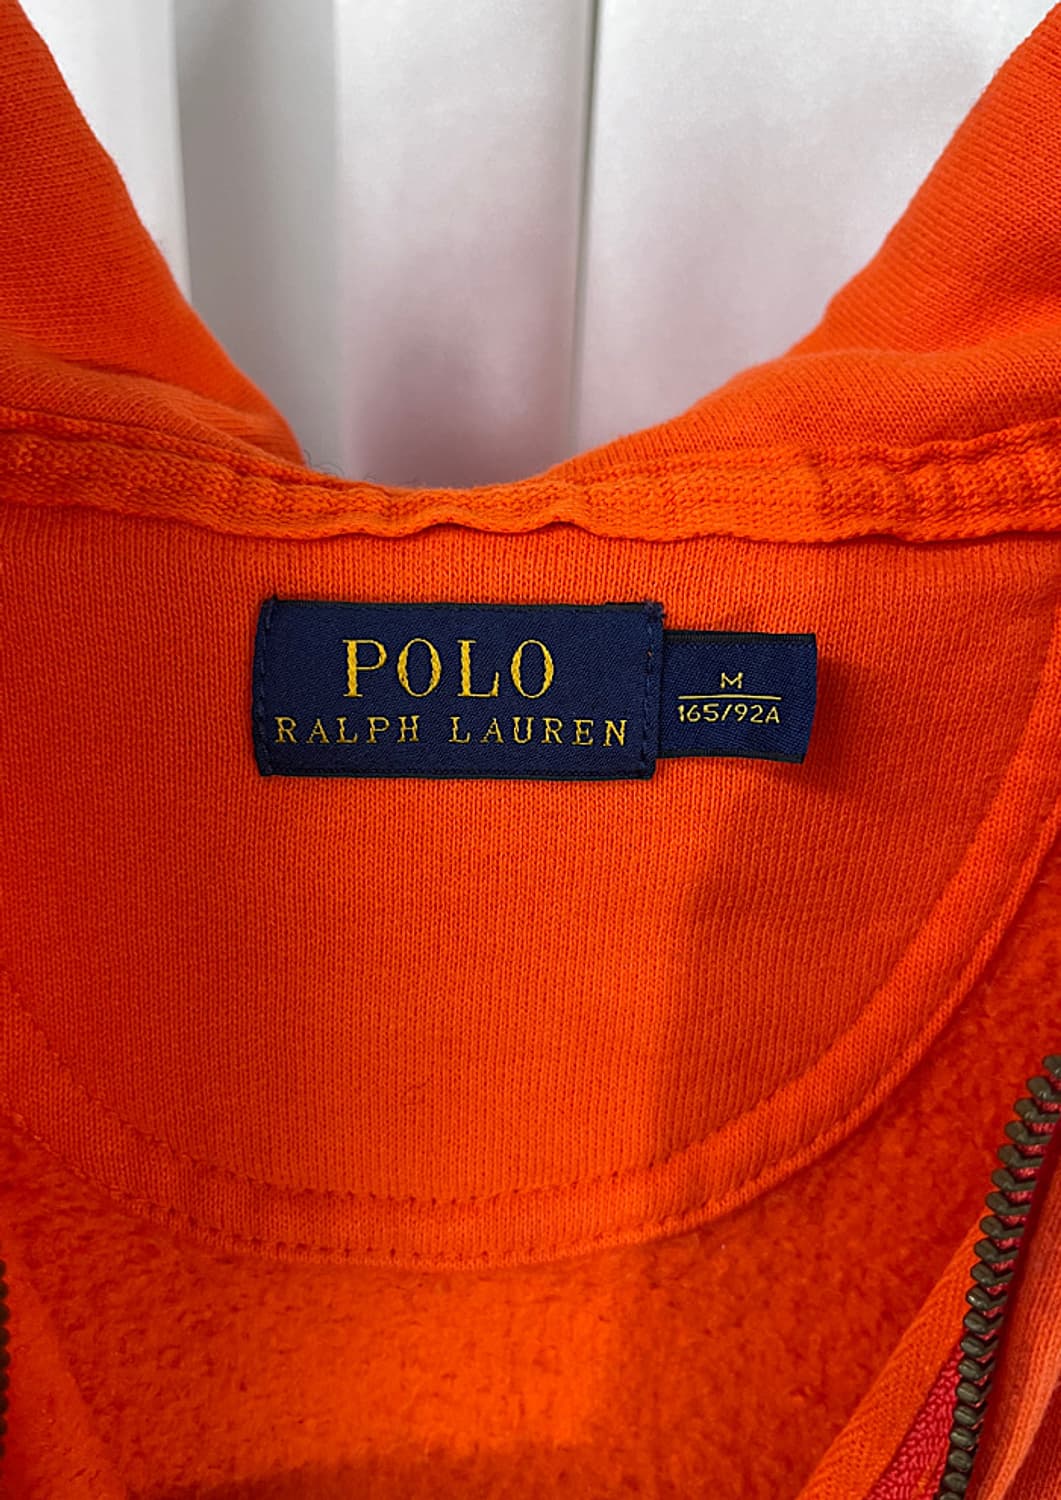 POLO
RALPH LAUREN
M
165/92A